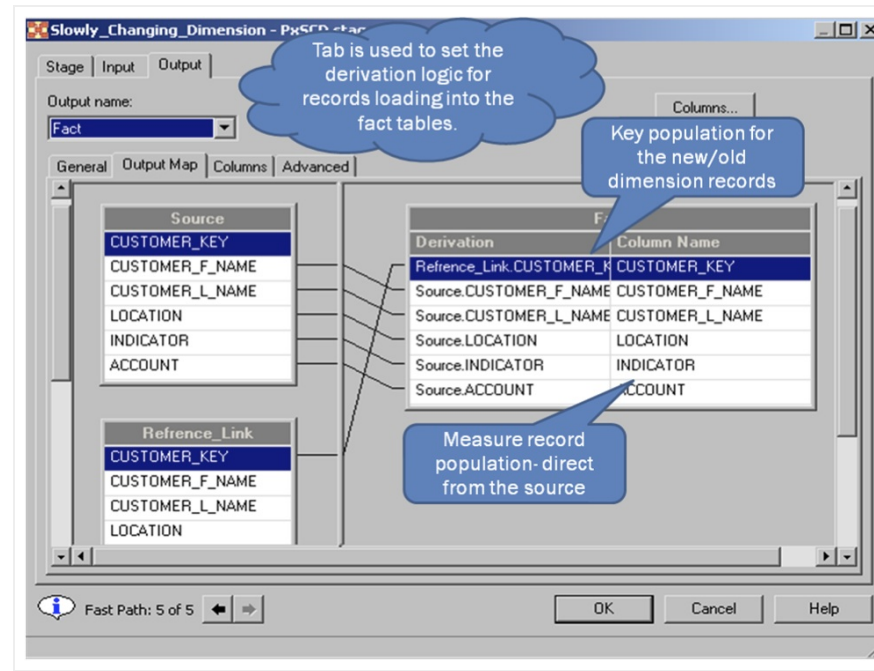 Slowly_Changing_Dimension - PxSCD stag
Tab is used to set the
derivation logic for
records loading into the
fact tables.
Stage
Input
Output
Output name:
Fact
Columns...
Key population for
the new/old
dimension records
General
Output Map
Columns
Advanced
Source
CUSTOMER_KEY
CUSTOMER_F_NAME
CUSTOMER_L_NAME
LOCATION
INDICATOR
ACCOUNT
Refrence_Link
CUSTOMER_KEY
CUSTOMER_F_NAME
CUSTOMER_L_NAME
LOCATION
Derivation Column Name
Refrence_Link.CUSTOMER_K CUSTOMER_KEY
Source.CUSTOMER_F_NAME CUSTOMER_F_NAME
Source.CUSTOMER_L_NAME CUSTOMER_L_NAME
Source.LOCATION LOCATION
Source.INDICATOR INDICATOR
Source.ACCOUNT ACCOUNT
Measure record
population- direct
from the source
Fast Path: 5 of 5
OK
Cancel
Help